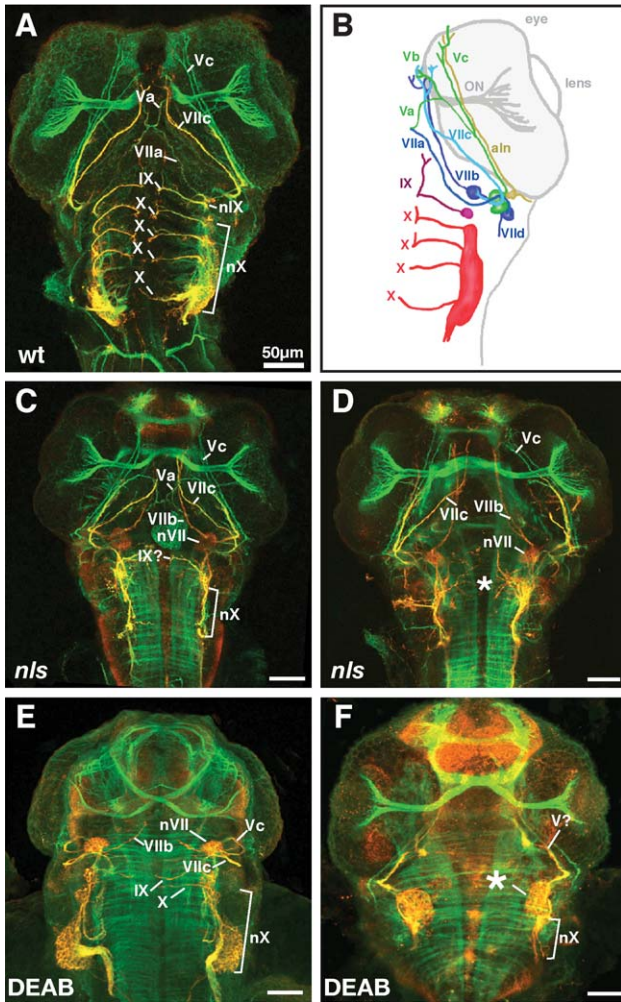 A
Vc
Va
VIIc
VIIa
IX
X
nIX
X
X
nX
X
X
wt
50µm
B
eye
Vb
Vc
ON
lens
V
Va
VIIc
VIIa
aln
VIIb
IX
VIId
X
X
X
X
C
Vc
Va
VIIc
VIIb-
nVII
IX?
nX
nls
D
Vc
VIIc
VIIb
nVII
*
nls
E
nVII
Vc
VIIb
VIIc
IX
X
nX
DEAB
F
V?
*
nX
DEAB